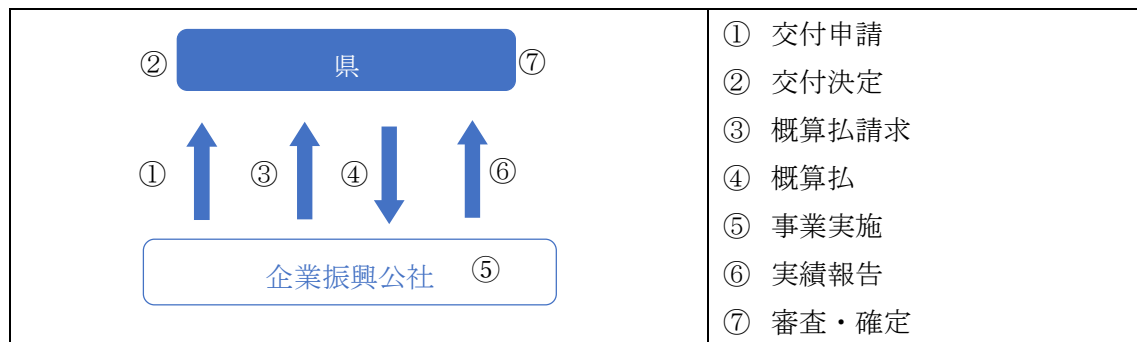 ② 県 ⑦
① ③ ④ ⑥
企業振興公社 ⑤
① 交付申請
② 交付決定
③ 概算払請求
④ 概算払
⑤ 事業実施
⑥ 実績報告
⑦ 審査・確定